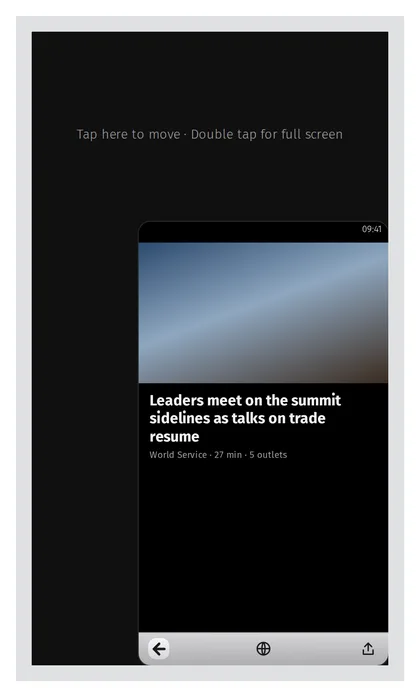 Tap here to move · Double tap for full screen
09:41
Leaders meet on the summit
sidelines as talks on trade
resume
World Service · 27 min · 5 outlets